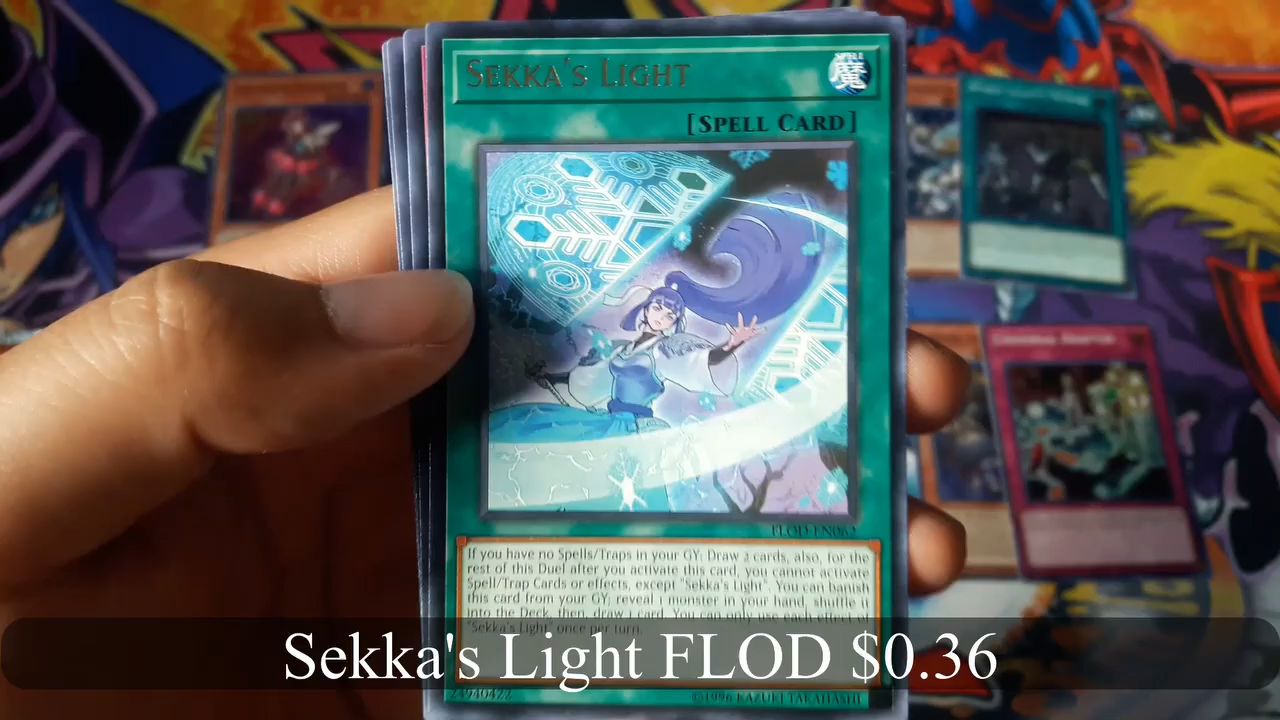 Sekka's Light
SPELL
魔
[Spell Card]
FLOD-EN062
If you have no Spells/Traps in your GY: Draw 2 cards, also, for the
rest of this Duel after you activate this card, you cannot activate
Spell/Trap Cards or effects, except "Sekka's Light". You can banish
this card from your GY; reveal 1 monster in your hand, shuffle it
into the Deck, then, draw 1 card. You can only use each effect of
"Sekka's Light" once per turn.
Sekka's Light FLOD $0.36
24940422
©1996 KAZUKI TAKAHASHI